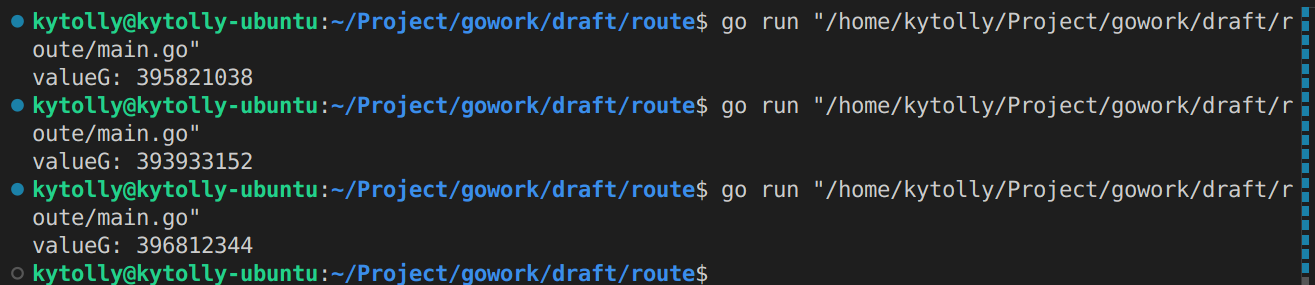 kytolly@kytolly-ubuntu:~/Project/gowork/draft/route$ go run "/home/kytolly/Project/gowork/draft/r
oute/main.go"
valueG: 395821038
kytolly@kytolly-ubuntu:~/Project/gowork/draft/route$ go run "/home/kytolly/Project/gowork/draft/r
oute/main.go"
valueG: 393933152
kytolly@kytolly-ubuntu:~/Project/gowork/draft/route$ go run "/home/kytolly/Project/gowork/draft/r
oute/main.go"
valueG: 396812344
kytolly@kytolly-ubuntu:~/Project/gowork/draft/route$